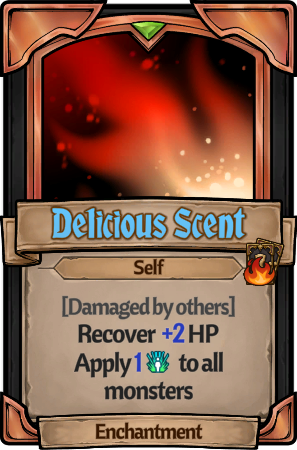 Delicious Scent
Self
[Damaged by others]
Recover +2 HP
Apply 1 to all
monsters
Enchantment